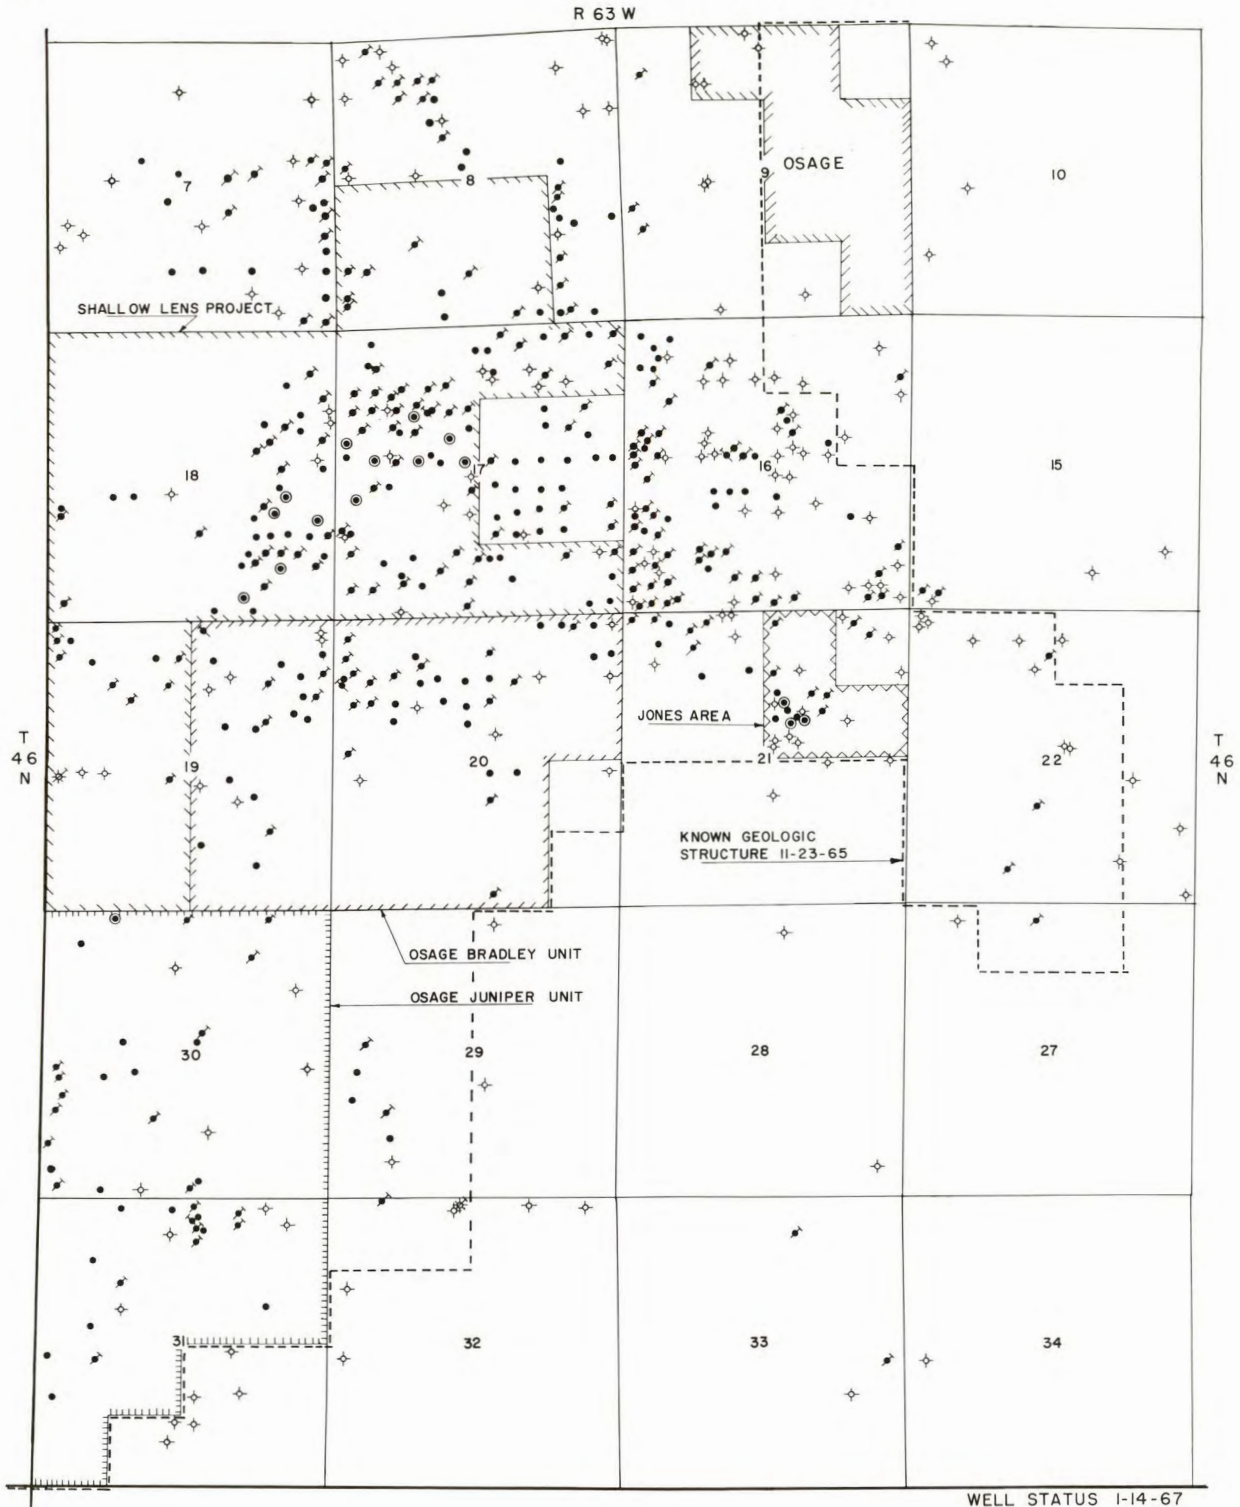 R 63 W
OSAGE
7
8
9
10
SHALLOW LENS PROJECT
18
17
16
15
JONES AREA
T
46
N
19
20
21
22
T
46
N
KNOWN GEOLOGIC
STRUCTURE 11-23-65
OSAGE BRADLEY UNIT
OSAGE JUNIPER UNIT
30
29
28
27
31
32
33
34
WELL STATUS 1-14-67